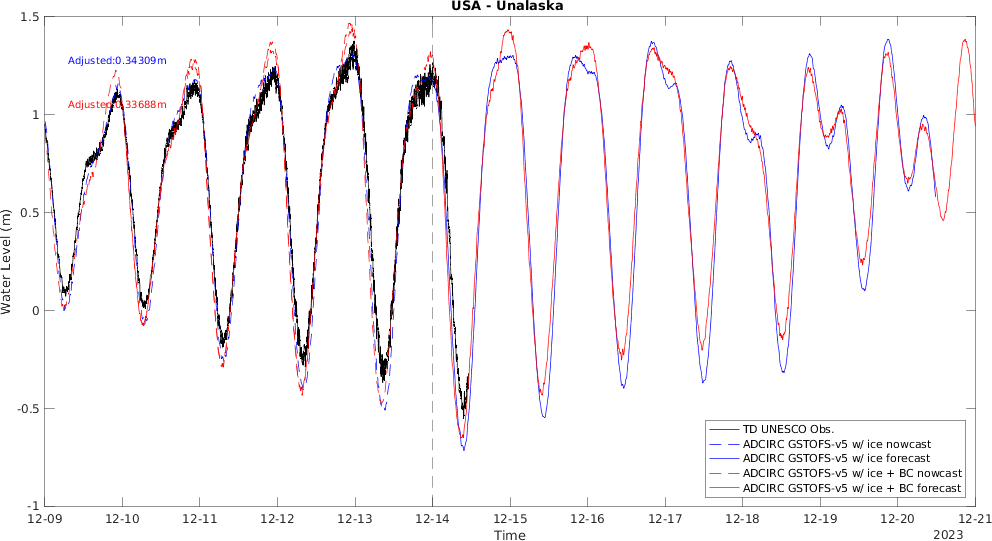 USA - Unalaska
1.5
1
0.5
0
-0.5
-1
Water Level (m)
Adjusted:0.34309m
Adjusted:0.33688m
TD UNESCO Obs.
ADCIRC GSTOFS-v5 w/ ice nowcast
ADCIRC GSTOFS-v5 w/ ice forecast
ADCIRC GSTOFS-v5 w/ ice + BC nowcast
ADCIRC GSTOFS-v5 w/ ice + BC forecast
12-09 12-10 12-11 12-12 12-13 12-14 12-15 12-16 12-17 12-18 12-19 12-20 12-21
Time
2023